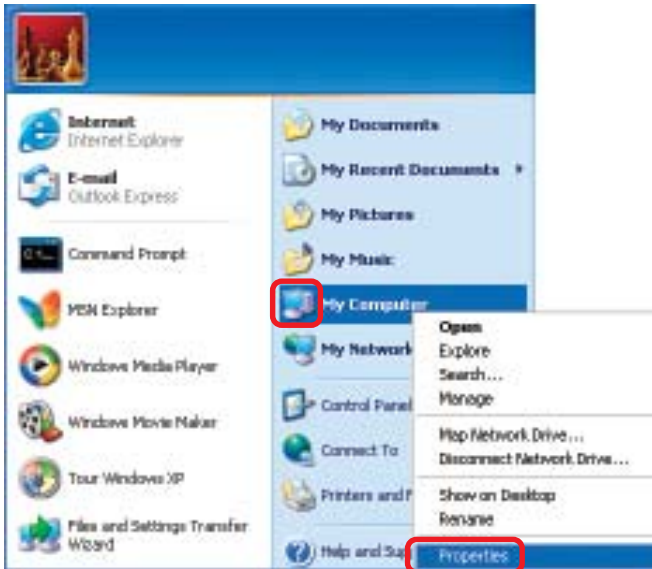 Internet
Internet Explorer
E-mail
Outlook Express
Command Prompt
MSN Explorer
Windows Media Player
Windows Movie Maker
Tour Windows XP
Files and Settings Transfer
Wizard
My Documents
My Recent Documents
My Pictures
My Music
My Computer
My Network
Control Panel
Connect To
Printers and F
Help and Sup
Open
Explore
Search...
Manage
Map Network Drive...
Disconnect Network Drive...
Show on Desktop
Rename
Properties